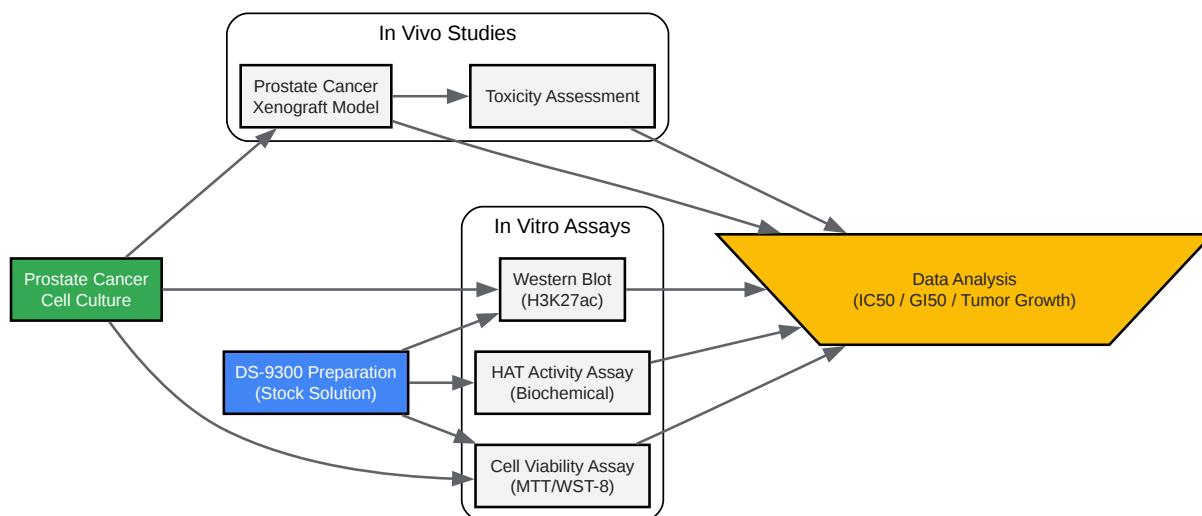 In Vivo Studies
Prostate Cancer
Xenograft Model
Toxicity Assessment
In Vitro Assays
Prostate Cancer
Cell Culture
Western Blot
(H3K27ac)
Data Analysis
(IC50 / GI50 / Tumor Growth)
DS-9300 Preparation
(Stock Solution)
HAT Activity Assay
(Biochemical)
Cell Viability Assay
(MTT/WST-8)